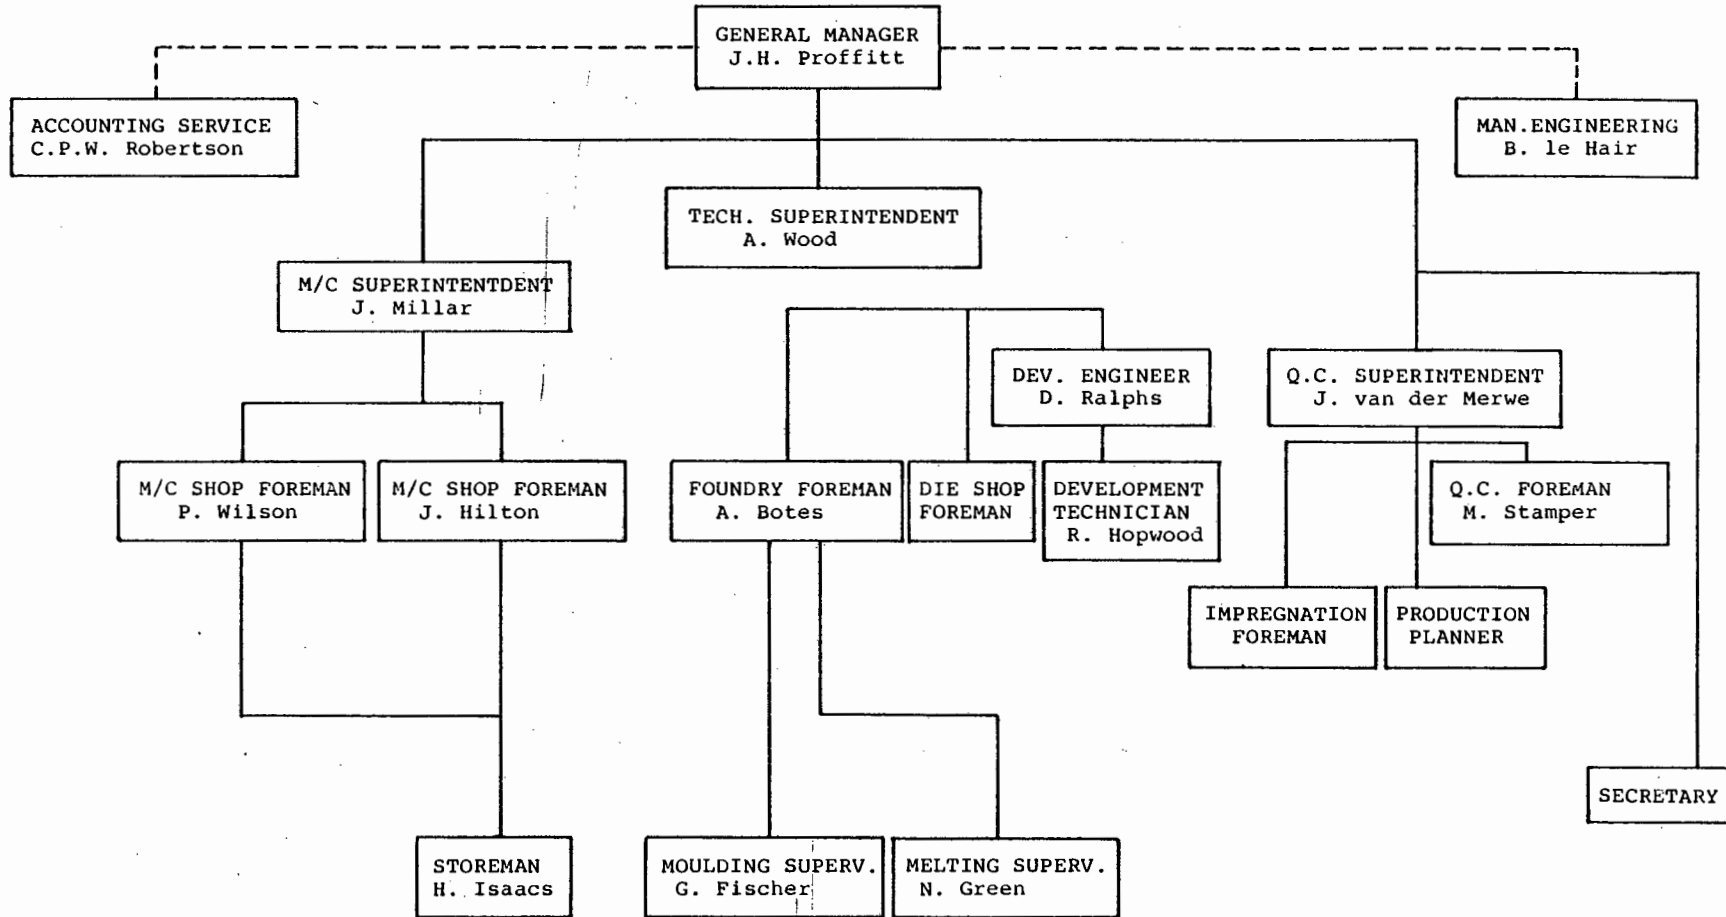 GENERAL MANAGER
J.H. Proffitt
ACCOUNTING SERVICE
C.P.W. Robertson
MAN.ENGINEERING
B. le Hair
TECH. SUPERINTENDENT
A. Wood
M/C SUPERINTENTDENT
J. Millar
DEV. ENGINEER
D. Ralphs
Q.C. SUPERINTENDENT
J. van der Merwe
M/C SHOP FOREMAN
P. Wilson
M/C SHOP FOREMAN
J. Hilton
FOUNDRY FOREMAN
A. Botes
DIE SHOP
FOREMAN
DEVELOPMENT
TECHNICIAN
R. Hopwood
Q.C. FOREMAN
M. Stamper
IMPREGNATION
FOREMAN
PRODUCTION
PLANNER
SECRETARY
STOREMAN
H. Isaacs
MOULDING SUPERV.
G. Fischer
MELTING SUPERV.
N. Green